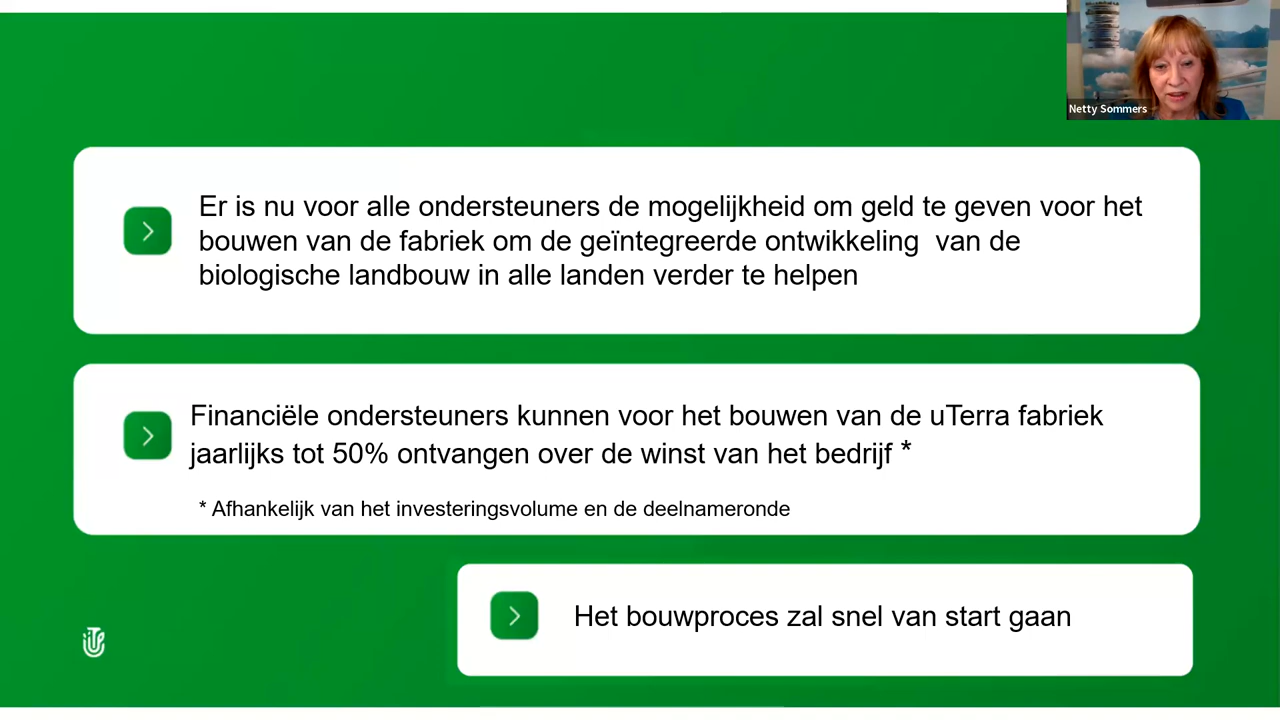 Netty Sommers
Er is nu voor alle ondersteuners de mogelijkheid om geld te geven voor het
bouwen van de fabriek om de geïntegreerde ontwikkeling  van de
biologische landbouw in alle landen verder te helpen
Financiële ondersteuners kunnen voor het bouwen van de uTerra fabriek
jaarlijks tot 50% ontvangen over de winst van het bedrijf *
* Afhankelijk van het investeringsvolume en de deelnameronde
Het bouwproces zal snel van start gaan